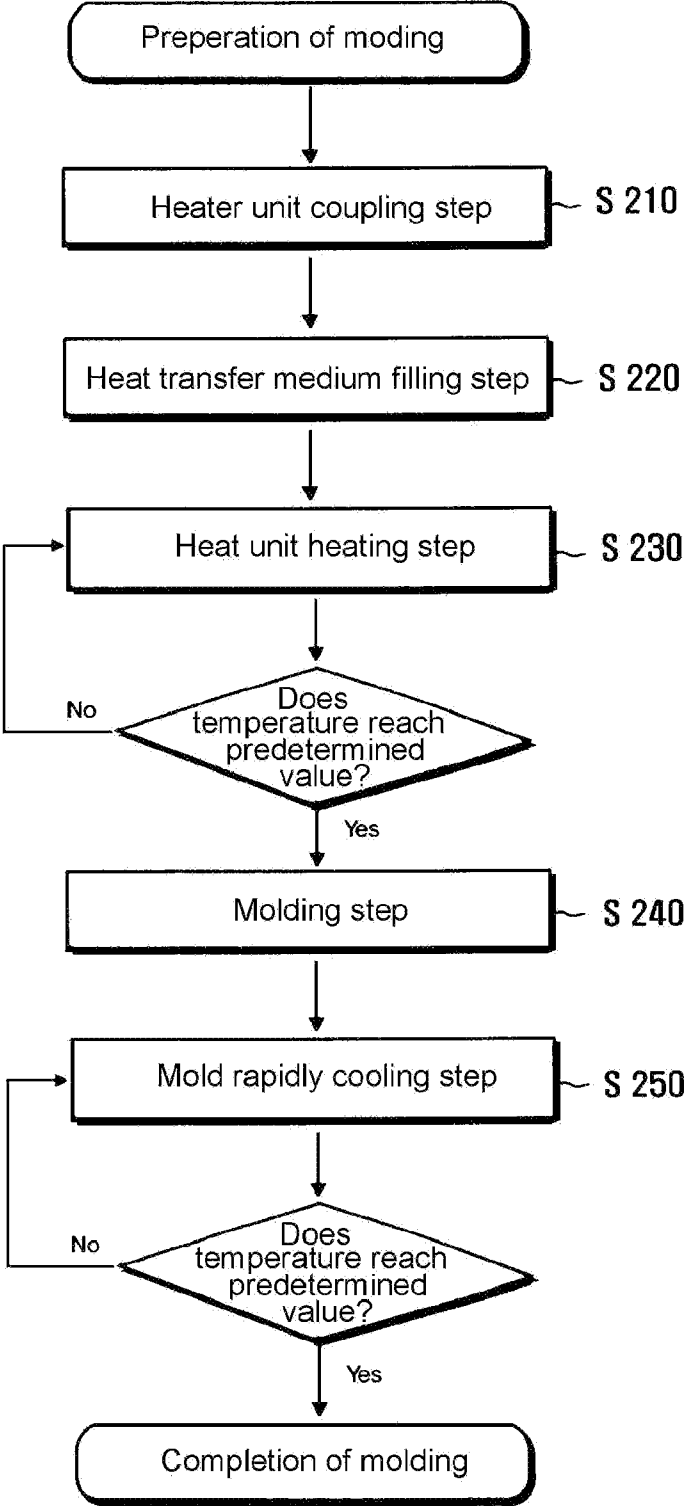 Preperation of moding
Heater unit coupling step
S 210
Heat transfer medium filling step
S 220
Heat unit heating step
S 230
No
Does
temperature reach
predetermined
value?
Yes
Molding step
S 240
Mold rapidly cooling step
S 250
No
Does
temperature reach
predetermined
value?
Yes
Completion of molding